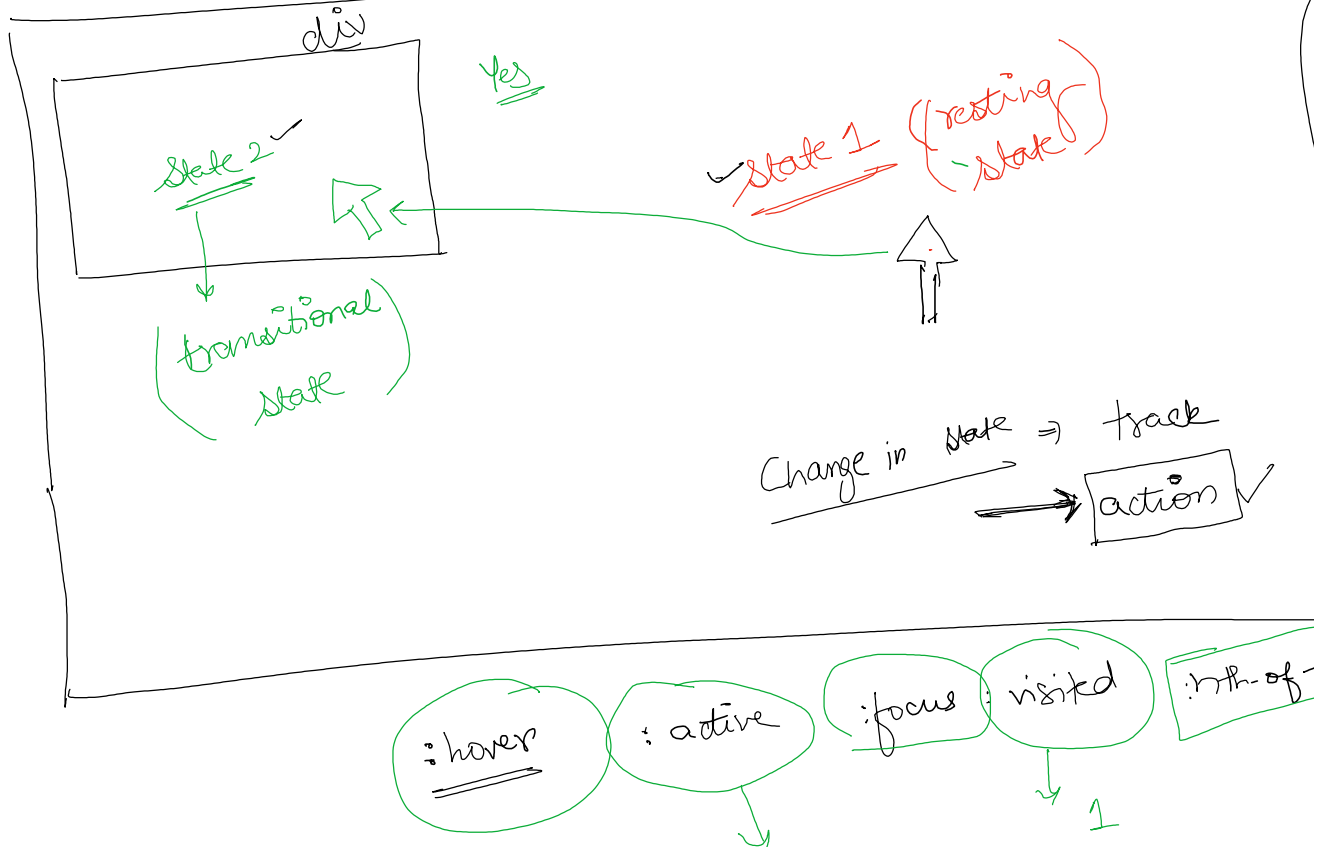 div
Yes
State 2
State 1 (resting
state)
(transitional
state)
Change in state => track
action
:hover
: active
:focus
: visited
:nth-of-
1